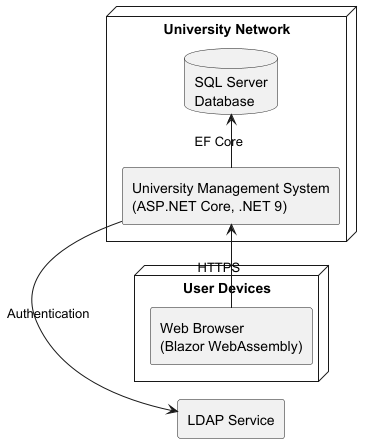 University Network
SQL Server
Database
EF Core
University Management System
(ASP.NET Core, .NET 9)
HTTPS
User Devices
Authentication
Web Browser
(Blazor WebAssembly)
LDAP Service